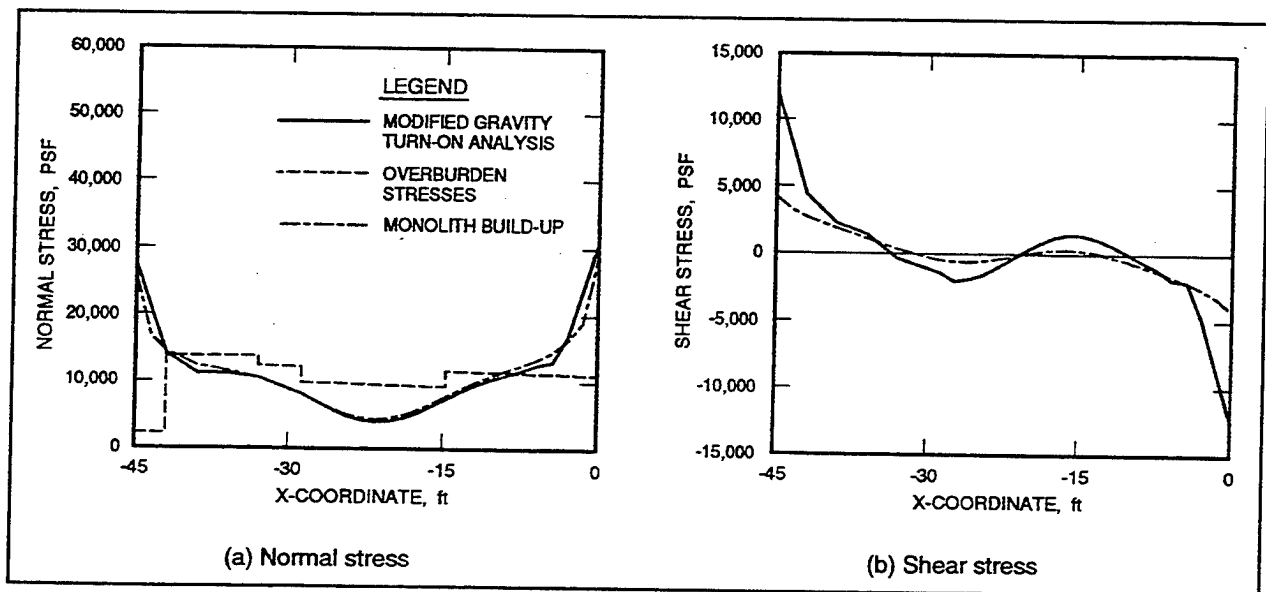 60,000
50,000
40,000
30,000
20,000
10,000
0
NORMAL STRESS, PSF
LEGEND
MODIFIED GRAVITY
TURN-ON ANALYSIS
OVERBURDEN
STRESSES
MONOLITH BUILD-UP
-45
-30
-15
0
X-COORDINATE, ft
(a) Normal stress
15,000
10,000
5,000
0
-5,000
-10,000
-15,000
SHEAR STRESS, PSF
-45
-30
-15
0
X-COORDINATE, ft
(b) Shear stress